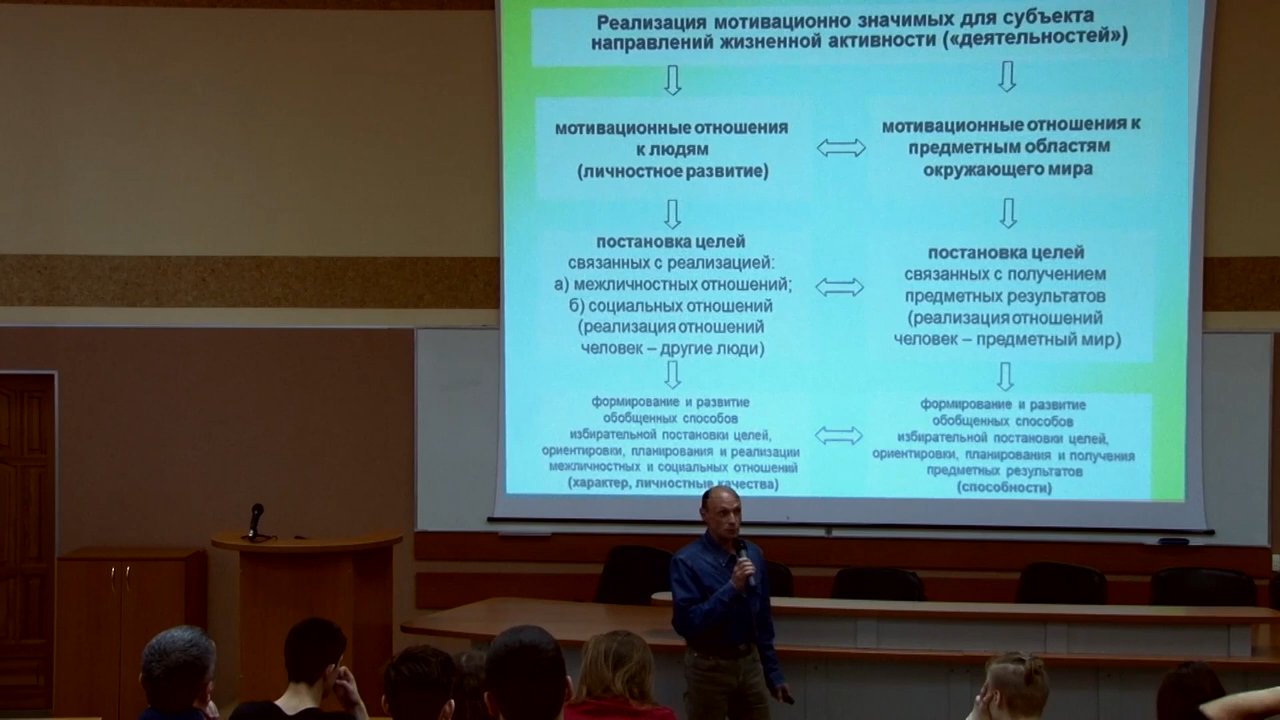 Реализация мотивационно значимых для субъекта
направлений жизненной активности («деятельностей»)
мотивационные отношения
к людям
(личностное развитие)
мотивационные отношения к
предметным областям
окружающего мира
постановка целей
связанных с реализацией:
а) межличностных отношений;
б) социальных отношений
(реализация отношений
человек – другие люди)
постановка целей
связанных с получением
предметных результатов
(реализация отношений
человек – предметный мир)
формирование и развитие
обобщенных способов
избирательной постановки целей,
ориентировки, планирования и реализации
межличностных и социальных отношений
(характер, личностные качества)
формирование и развитие
обобщенных способов
избирательной постановки целей,
ориентировки, планирования и получения
предметных результатов
(способности)